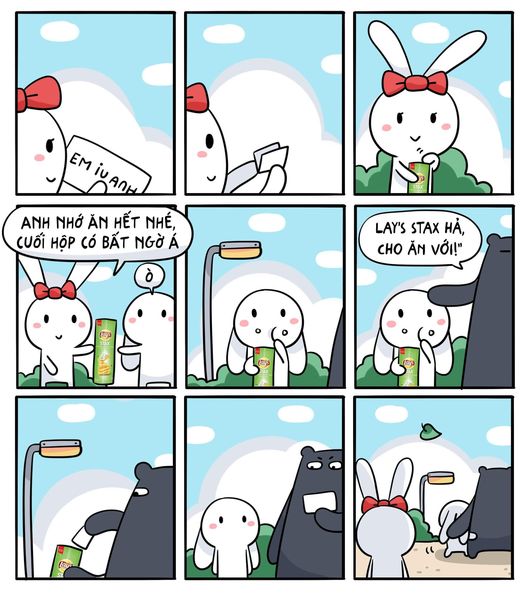 EM IU ANH
ANH NHỚ ĂN HẾT NHÉ,
CUỐI HỘP CÓ BẤT NGỜ Á
Ò
LAY'S STAX HẢ,
CHO ĂN VỚI!"